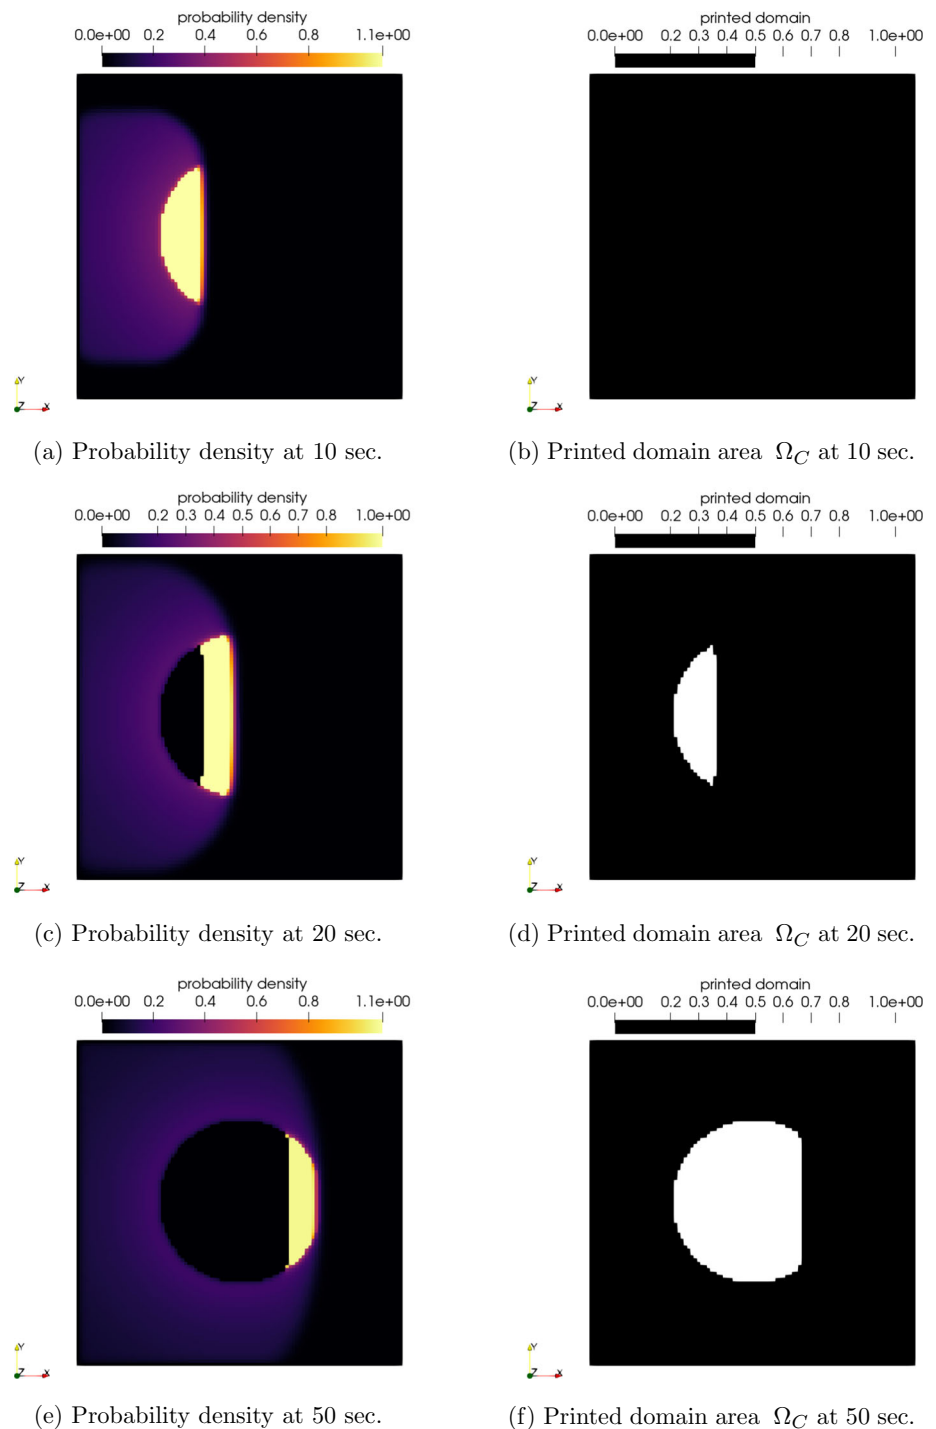 probability density
0.0e+00 0.2 0.4 0.8 1.1e+00
printed domain
0.0e+00 0.2 0.3 0.4 0.5 0.6 0.7 0.8 1.0e+00
Y
Z X
Y
Z X
(a) Probability density at 10 sec.
(b) Printed domain area Ω_C at 10 sec.
probability density
0.0e+00 0.2 0.3 0.4 0.5 0.6 0.7 0.8 1.0e+00
printed domain
0.0e+00 0.2 0.3 0.4 0.5 0.6 0.7 0.8 1.0e+00
Y
Z X
Y
Z X
(c) Probability density at 20 sec.
(d) Printed domain area Ω_C at 20 sec.
probability density
0.0e+00 0.2 0.4 0.6 0.8 1.1e+00
printed domain
0.0e+00 0.2 0.3 0.4 0.5 0.6 0.7 1.0e+00
Y
Z X
Y
Z X
(e) Probability density at 50 sec.
(f) Printed domain area Ω_C at 50 sec.